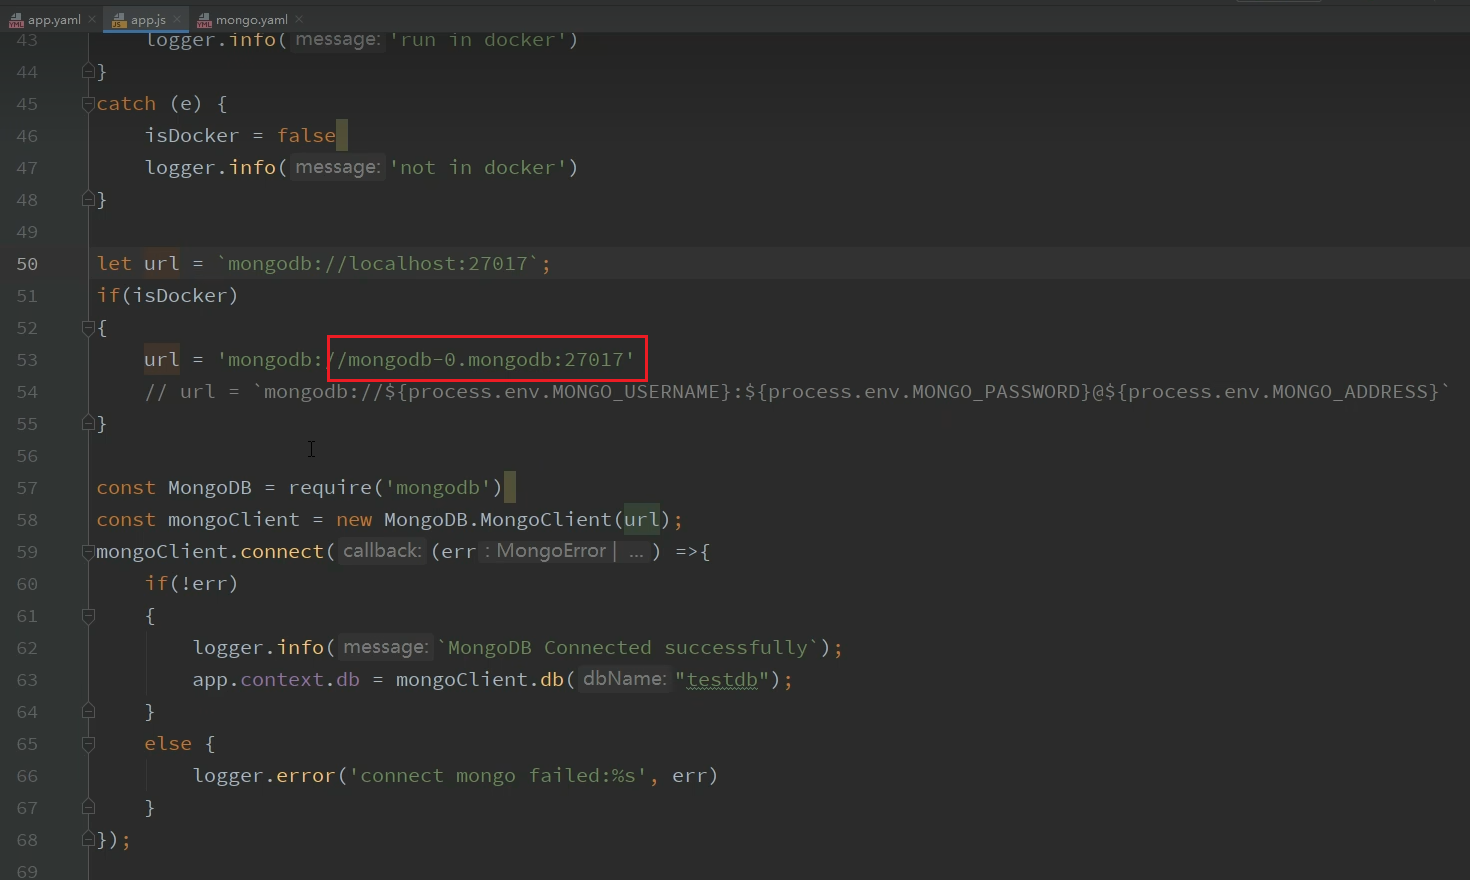 app.yaml app.js mongo.yaml
43 logger.info( message: 'run in docker')
44 }
45 catch (e) {
46 isDocker = false
47 logger.info( message: 'not in docker')
48 }
49
50 let url = `mongodb://localhost:27017`;
51 if(isDocker)
52 {
53 url = 'mongodb://mongodb-0.mongodb:27017'
54 // url = `mongodb://${process.env.MONGO_USERNAME}:${process.env.MONGO_PASSWORD}@${process.env.MONGO_ADDRESS}`
55 }
56
57 const MongoDB = require('mongodb')
58 const mongoClient = new MongoDB.MongoClient(url);
59 mongoClient.connect( callback: (err : MongoError | ... ) =>{
60 if(!err)
61 {
62 logger.info( message: `MongoDB Connected successfully`);
63 app.context.db = mongoClient.db( dbName: "testdb");
64 }
65 else {
66 logger.error('connect mongo failed:%s', err)
67 }
68 });
69